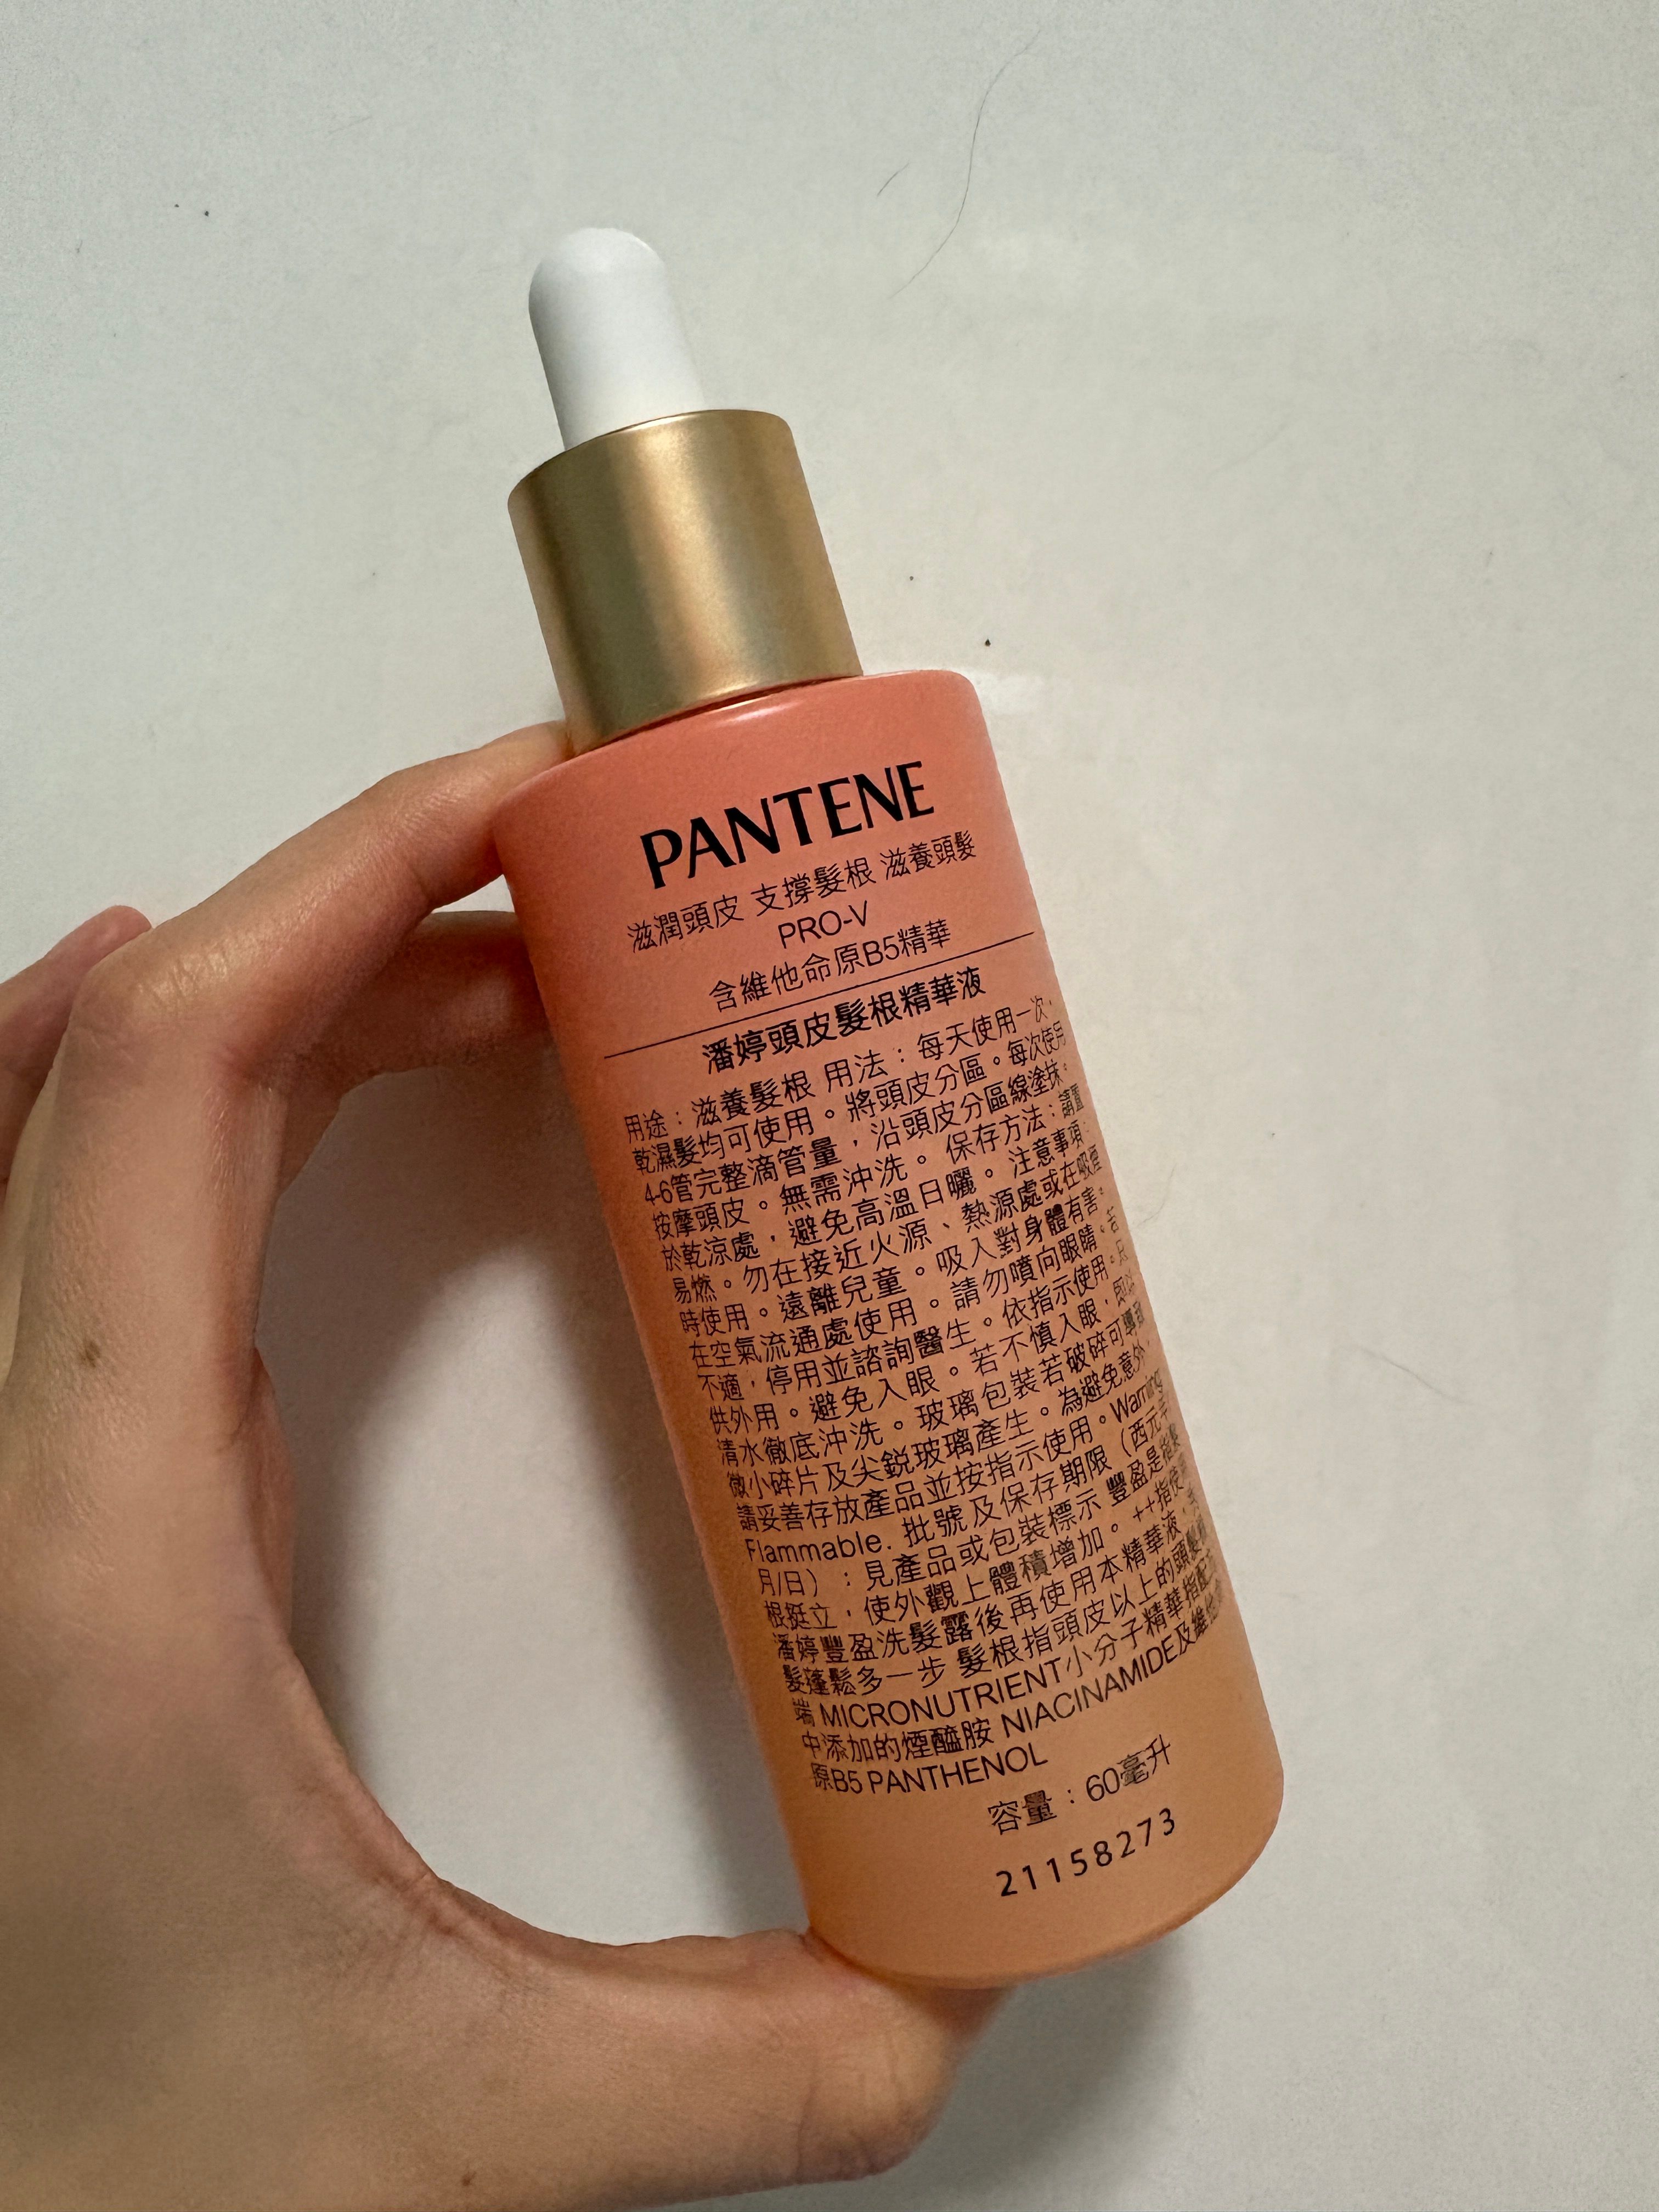 PANTENE
滋潤頭皮 支撐髮根 滋養頭髮
PRO-V
含維他命原B5精華
潘婷頭皮髮根精華液
用途：滋養髮根 用法：每天使用一次，
乾濕髮均可使用。將頭皮分區。每次使用
4-6管完整滴管量，沿頭皮分區線塗抹。
按摩頭皮。無需沖洗。 保存方法：請置
於乾涼處，避免高溫日曬。 注意事項：
易燃。勿在接近火源、熱源處或在吸煙
時使用。遠離兒童。吸入對身體有害。
在空氣流通處使用。請勿噴向眼睛。若
不適，停用並諮詢醫生。依指示使用。只
供外用。避免入眼。若不慎入眼，即以
清水徹底沖洗。玻璃包裝若破碎可導致
微小碎片及尖銳玻璃產生。為避免意外，
請妥善存放產品並按指示使用。Warning
Flammable. 批號及保存期限（西元年
月/日）：見產品或包裝標示 豐盈是指髮
根挺立，使外觀上體積增加。++指使用
潘婷豐盈洗髮露後再使用本精華液，
髮蓬鬆多一步 髮根指頭皮以上的頭髮
端 MICRONUTRIENT小分子精華指配方
中添加的煙醯胺 NIACINAMIDE及維他命
原B5 PANTHENOL
容量：60毫升
21158273